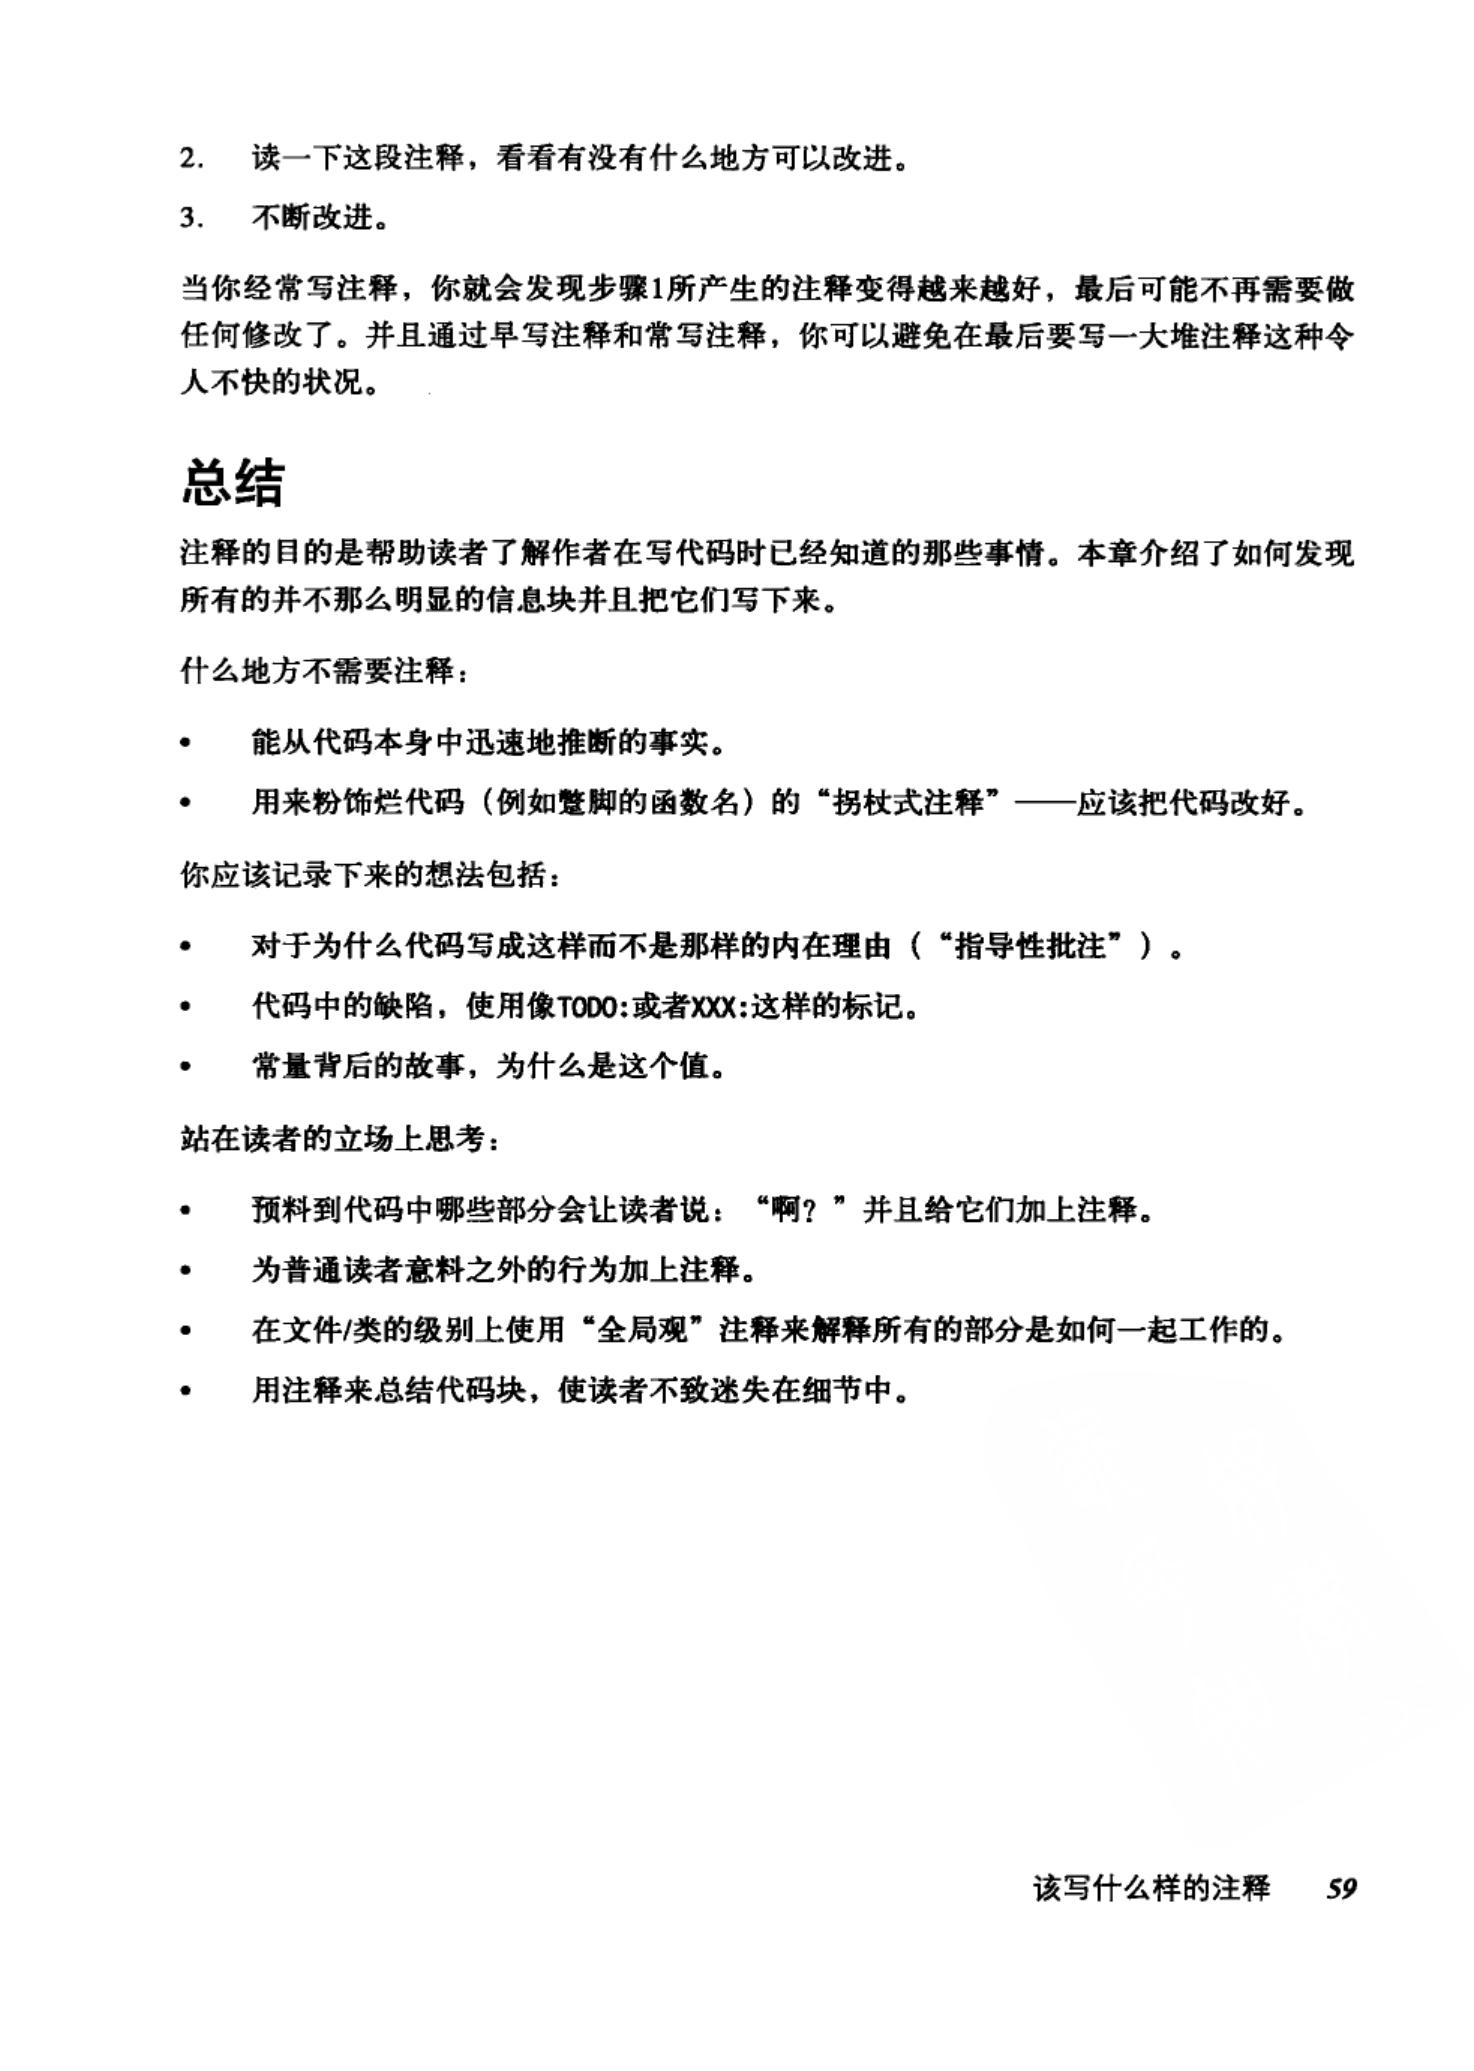 2. 读一下这段注释，看看有没有什么地方可以改进。
3. 不断改进。
当你经常写注释，你就会发现步骤1所产生的注释变得越来越好，最后可能不再需要做
任何修改了。并且通过早写注释和常写注释，你可以避免在最后要写一大堆注释这种令
人不快的状况。
总结
注释的目的是帮助读者了解作者在写代码时已经知道的那些事情。本章介绍了如何发现
所有的并不那么明显的信息块并且把它们写下来。
什么地方不需要注释：
• 能从代码本身中迅速地推断的事实。
• 用来粉饰烂代码（例如蹩脚的函数名）的“拐杖式注释”——应该把代码改好。
你应该记录下来的想法包括：
• 对于为什么代码写成这样而不是那样的内在理由（“指导性批注”）。
• 代码中的缺陷，使用像TODO:或者XXX:这样的标记。
• 常量背后的故事，为什么是这个值。
站在读者的立场上思考：
• 预料到代码中哪些部分会让读者说：“啊？”并且给它们加上注释。
• 为普通读者意料之外的行为加上注释。
• 在文件/类的级别上使用“全局观”注释来解释所有的部分是如何一起工作的。
• 用注释来总结代码块，使读者不致迷失在细节中。
该写什么样的注释 59